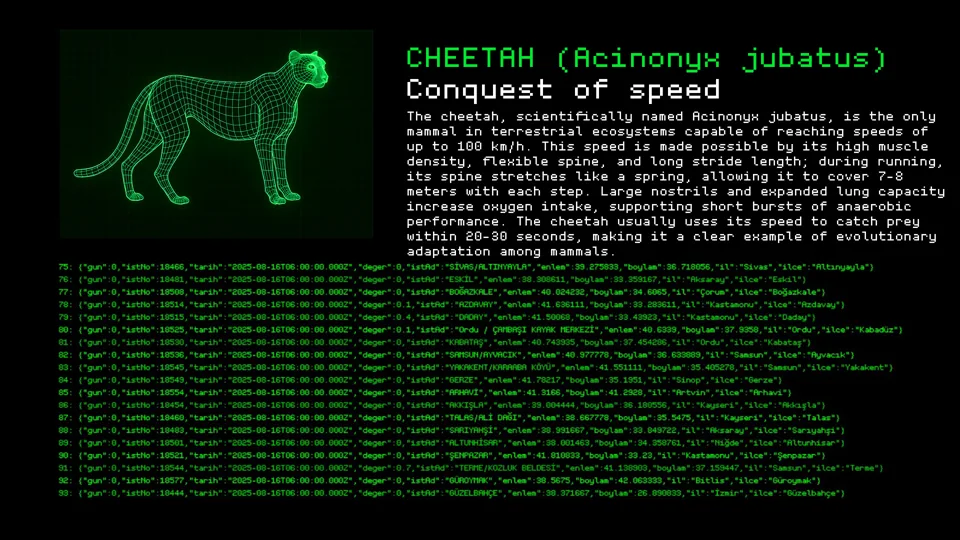 CHEETAH (Acinonyx jubatus)
Conquest of speed
The cheetah, scientifically named Acinonyx jubatus, is the only
mammal in terrestrial ecosystems capable of reaching speeds of
up to 100 km/h. This speed is made possible by its high muscle
density, flexible spine, and long stride length; during running,
its spine stretches like a spring, allowing it to cover 7-8
meters with each step. Large nostrils and expanded lung capacity
increase oxygen intake, supporting short bursts of anaerobic
performance. The cheetah usually uses its speed to catch prey
within 20-30 seconds, making it a clear example of evolutionary
adaptation among mammals.
75: {"gun":0,"istNo":18466,"tarih":"2025-08-16T06:00:00.000Z","deger":0,"istAd":"SİVAS/ALTINYAYLA","enlem":39.275833,"boylam":36.718056,"il":"Sivas","ilce":"Altınyayla"}
76: {"gun":0,"istNo":18481,"tarih":"2025-08-16T06:00:00.000Z","deger":0,"istAd":"ESKİL","enlem":38.308611,"boylam":33.359167,"il":"Aksaray","ilce":"Eskil"}
77: {"gun":0,"istNo":18508,"tarih":"2025-08-16T06:00:00.000Z","deger":0,"istAd":"BOĞAZKALE","enlem":40.024232,"boylam":34.6065,"il":"Çorum","ilce":"Boğazkale"}
78: {"gun":0,"istNo":18514,"tarih":"2025-08-16T06:00:00.000Z","deger":0.1,"istAd":"AZDAVAY","enlem":41.636111,"boylam":33.283611,"il":"Kastamonu","ilce":"Azdavay"}
79: {"gun":0,"istNo":18515,"tarih":"2025-08-16T06:00:00.000Z","deger":0.4,"istAd":"DADAY","enlem":41.50068,"boylam":33.43923,"il":"Kastamonu","ilce":"Daday"}
80: {"gun":0,"istNo":18525,"tarih":"2025-08-16T06:00:00.000Z","deger":0.1,"istAd":"Ordu / ÇAMBAŞI KAYAK MERKEZİ","enlem":40.6339,"boylam":37.9358,"il":"Ordu","ilce":"Kabadüz"}
81: {"gun":0,"istNo":18530,"tarih":"2025-08-16T06:00:00.000Z","deger":0,"istAd":"KABATAŞ","enlem":40.743935,"boylam":37.454286,"il":"Ordu","ilce":"Kabataş"}
82: {"gun":0,"istNo":18536,"tarih":"2025-08-16T06:00:00.000Z","deger":0,"istAd":"SAMSUN/AYVACIK","enlem":40.977778,"boylam":36.633889,"il":"Samsun","ilce":"Ayvacık"}
83: {"gun":0,"istNo":18545,"tarih":"2025-08-16T06:00:00.000Z","deger":0,"istAd":"YAKAKENT/KARAABA KÖYÜ","enlem":41.551111,"boylam":35.405278,"il":"Samsun","ilce":"Yakakent"}
84: {"gun":0,"istNo":18549,"tarih":"2025-08-16T06:00:00.000Z","deger":0,"istAd":"GERZE","enlem":41.78217,"boylam":35.1951,"il":"Sinop","ilce":"Gerze"}
85: {"gun":0,"istNo":18554,"tarih":"2025-08-16T06:00:00.000Z","deger":0,"istAd":"ARHAVİ","enlem":41.3166,"boylam":41.2928,"il":"Artvin","ilce":"Arhavi"}
86: {"gun":0,"istNo":18454,"tarih":"2025-08-16T06:00:00.000Z","deger":0,"istAd":"AKKIŞLA","enlem":39.004444,"boylam":36.180556,"il":"Kayseri","ilce":"Akkışla"}
87: {"gun":0,"istNo":18460,"tarih":"2025-08-16T06:00:00.000Z","deger":0,"istAd":"TALAS/ALİ DAĞI","enlem":38.667778,"boylam":35.5475,"il":"Kayseri","ilce":"Talas"}
88: {"gun":0,"istNo":18483,"tarih":"2025-08-16T06:00:00.000Z","deger":0,"istAd":"SARIYAHŞİ","enlem":38.991667,"boylam":33.849722,"il":"Aksaray","ilce":"Sarıyahşi"}
89: {"gun":0,"istNo":18501,"tarih":"2025-08-16T06:00:00.000Z","deger":0,"istAd":"ALTUNHİSAR","enlem":38.001463,"boylam":34.350761,"il":"Niğde","ilce":"Altunhisar"}
90: {"gun":0,"istNo":18521,"tarih":"2025-08-16T06:00:00.000Z","deger":0,"istAd":"ŞENPAZAR","enlem":41.810833,"boylam":33.23,"il":"Kastamonu","ilce":"Şenpazar"}
91: {"gun":0,"istNo":18544,"tarih":"2025-08-16T06:00:00.000Z","deger":0.7,"istAd":"TERME/KOZLUK BELDESİ","enlem":41.138903,"boylam":37.159447,"il":"Samsun","ilce":"Terme"}
92: {"gun":0,"istNo":18577,"tarih":"2025-08-16T06:00:00.000Z","deger":0,"istAd":"GÜROYMAK","enlem":38.5675,"boylam":42.063333,"il":"Bitlis","ilce":"Güroymak"}
93: {"gun":0,"istNo":18444,"tarih":"2025-08-16T06:00:00.000Z","deger":0,"istAd":"GÜZELBAHÇE","enlem":38.371667,"boylam":26.890833,"il":"İzmir","ilce":"Güzelbahçe"}